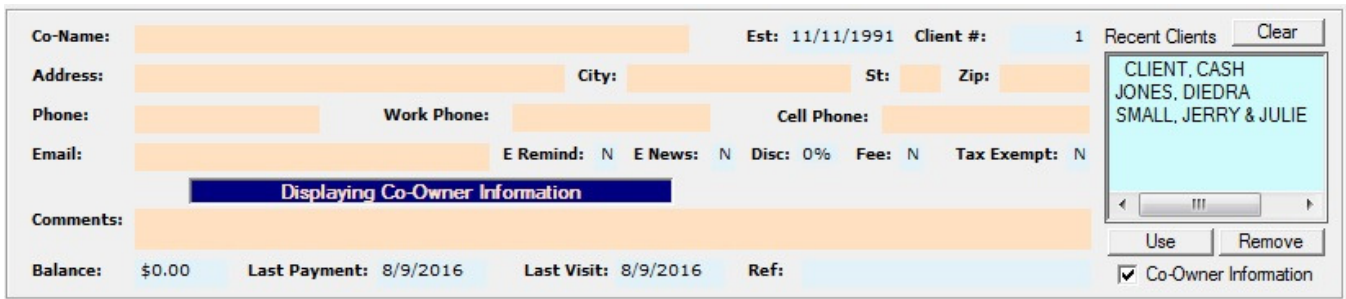 Co-Name: Est: 11/11/1991 Client #: 1
Address: City: St: Zip:
Phone: Work Phone: Cell Phone:
Email: E Remind: N E News: N Disc: 0% Fee: N Tax Exempt: N
Displaying Co-Owner Information
Comments:
Balance: $0.00 Last Payment: 8/9/2016 Last Visit: 8/9/2016 Ref:
Recent Clients Clear
CLIENT, CASH
JONES, DIEDRA
SMALL, JERRY & JULIE
Use Remove
Co-Owner Information